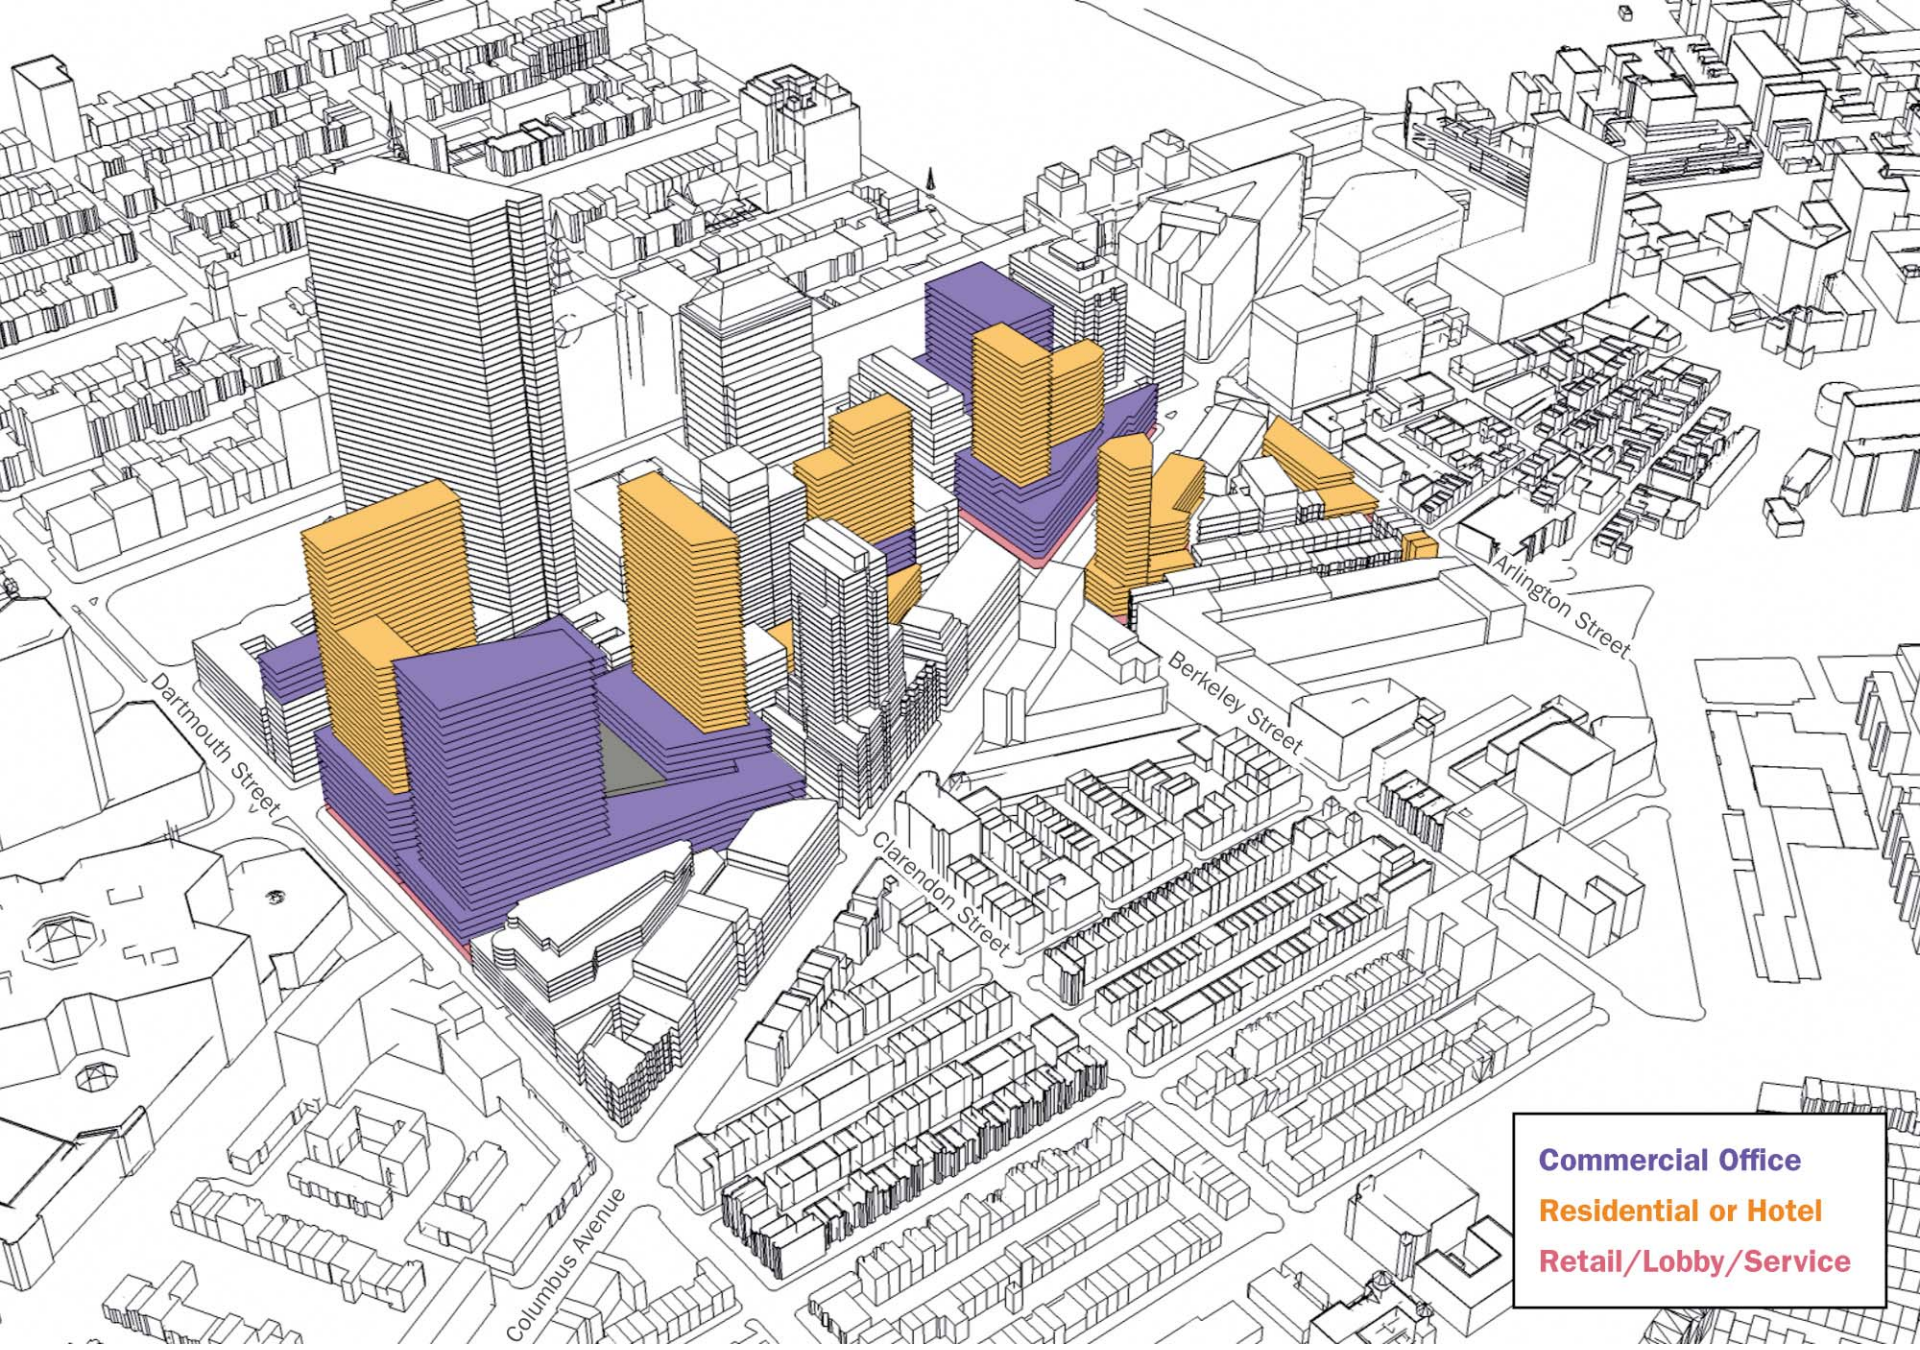 Arlington Street
Berkeley Street
Dartmouth Street
Clarendon Street
Columbus Avenue
Commercial Office
Residential or Hotel
Retail/Lobby/Service